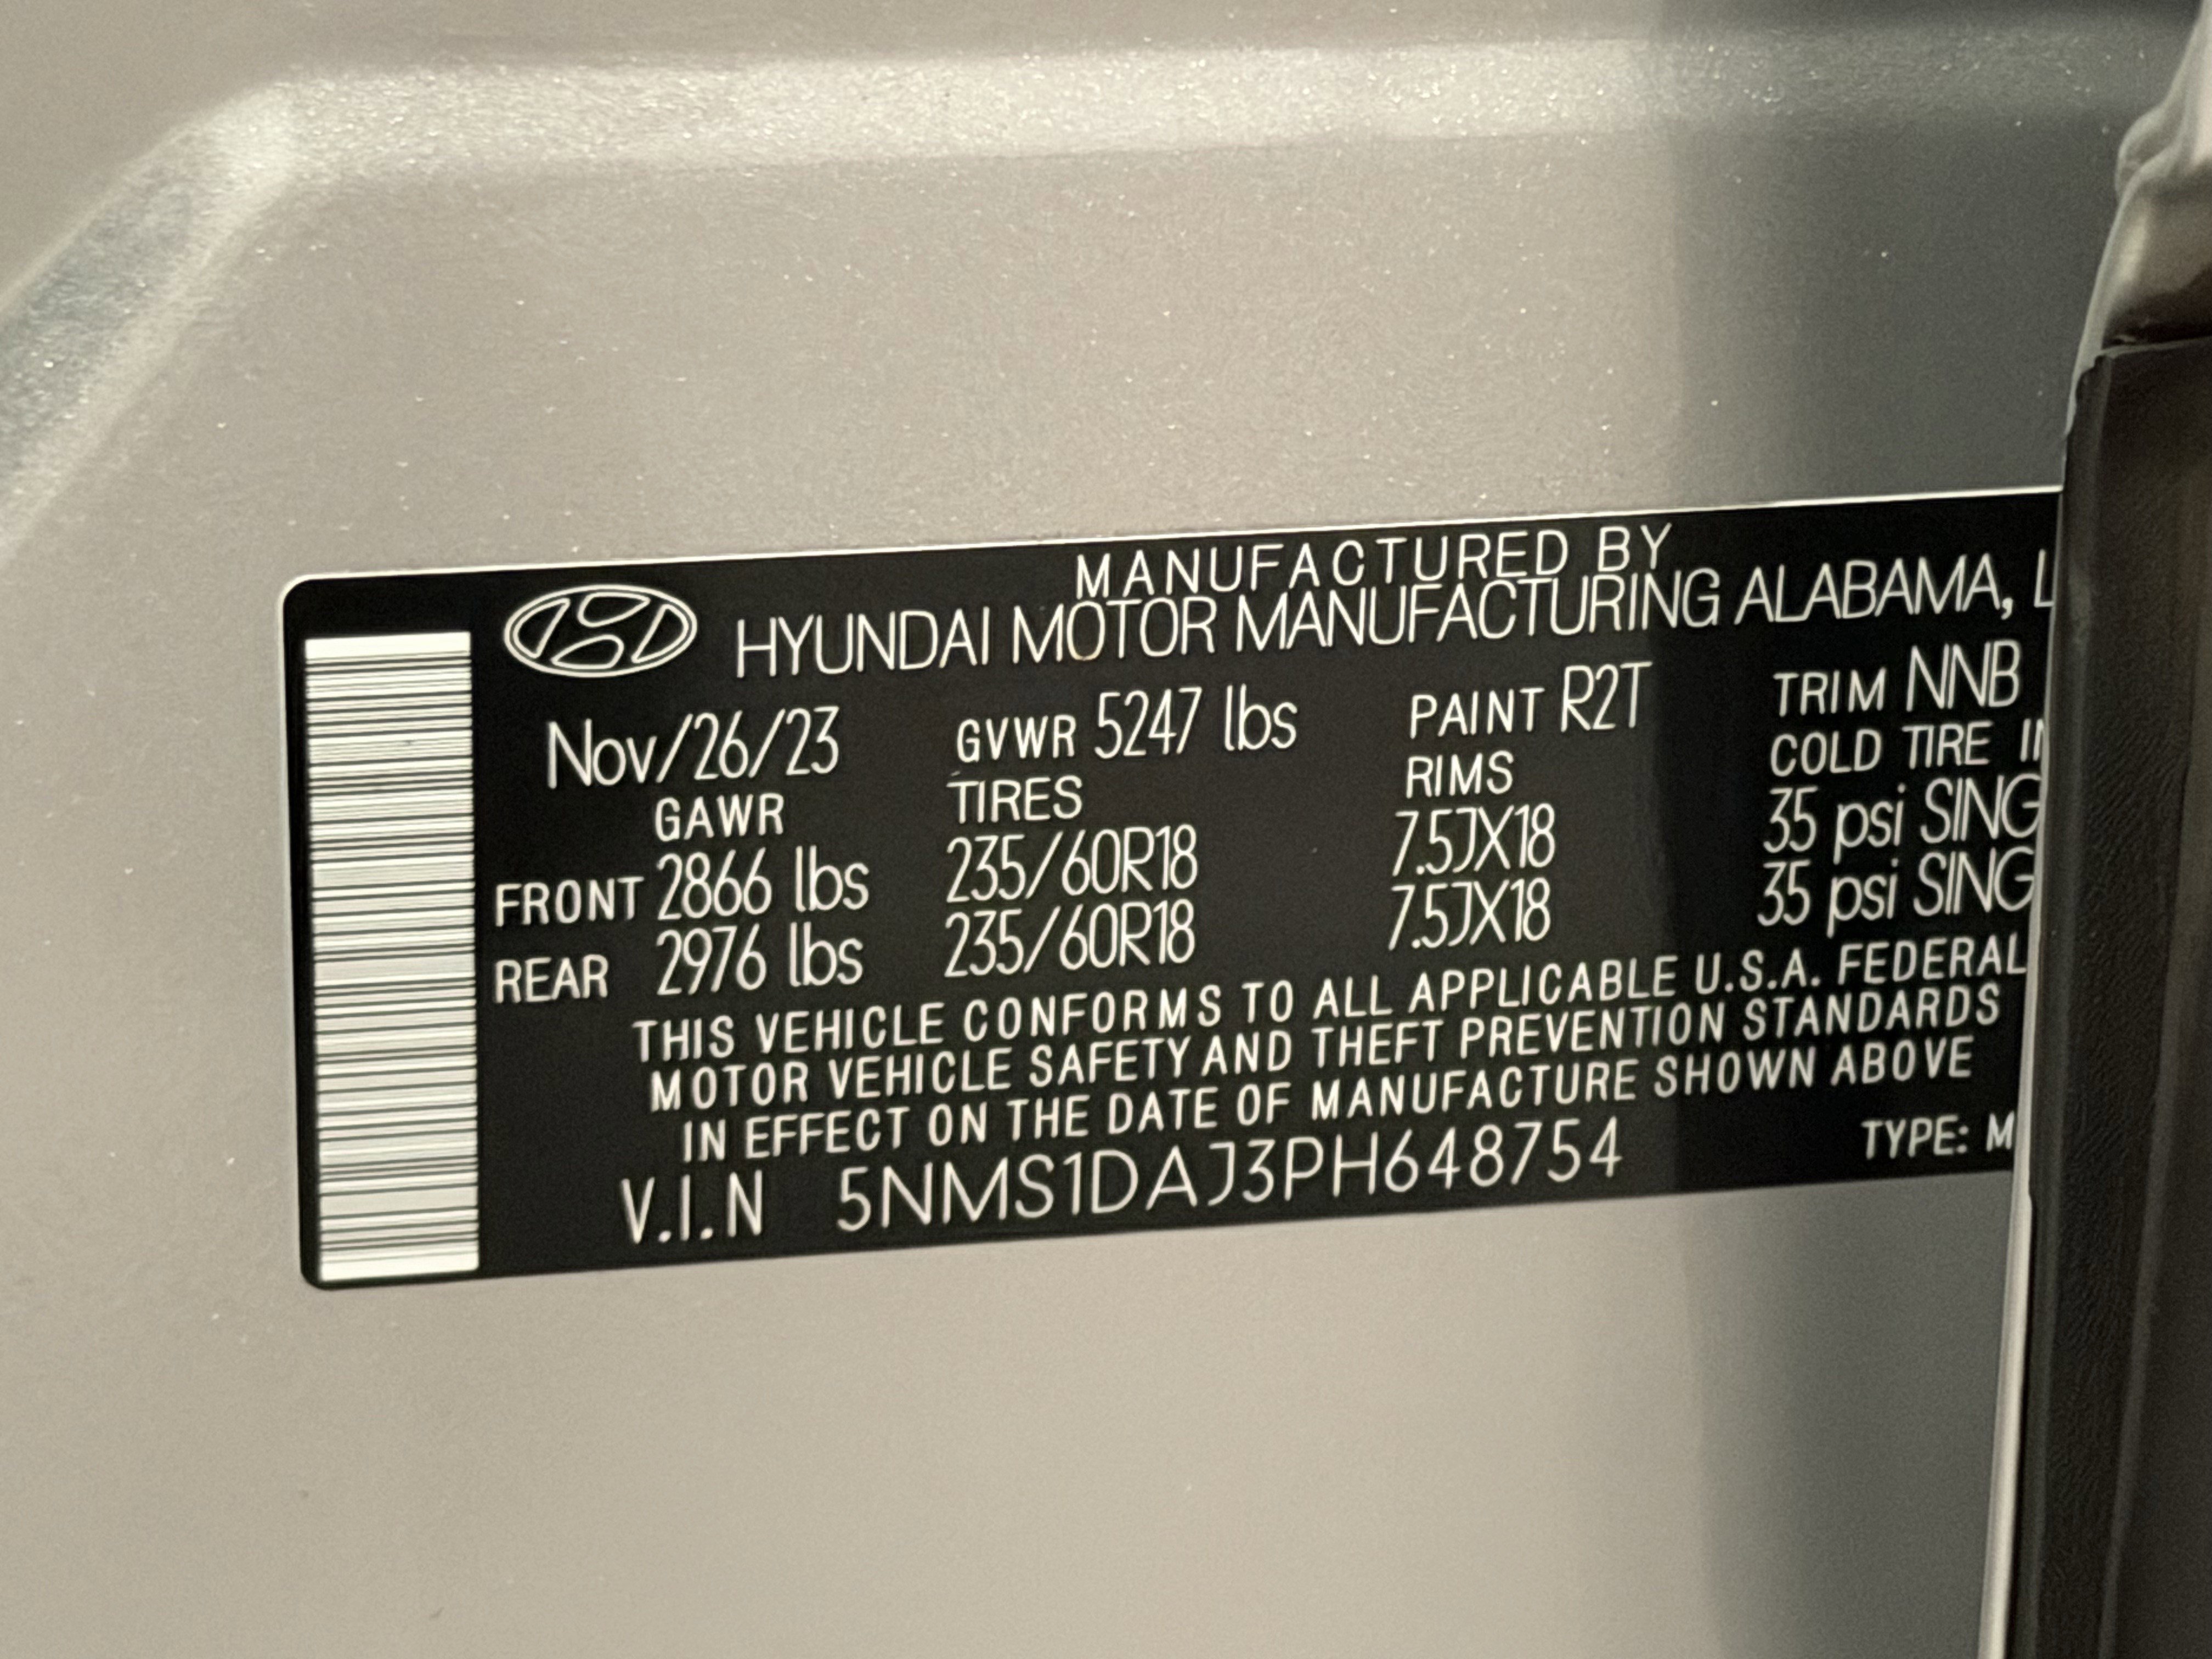 MANUFACTURED BY
HYUNDAI MOTOR MANUFACTURING ALABAMA, L
Nov/26/23 GVWR 5247 lbs PAINT R2T TRIM NNB
GAWR TIRES RIMS COLD TIRE
FRONT 2866 lbs 235/60R18 7.5JX18 35 psi SING
REAR 2976 lbs 235/60R18 7.5JX18 35 psi SING
THIS VEHICLE CONFORMS TO ALL APPLICABLE U.S.A. FEDERAL
MOTOR VEHICLE SAFETY AND THEFT PREVENTION STANDARDS
IN EFFECT ON THE DATE OF MANUFACTURE SHOWN ABOVE
V.I.N 5NMS1DAJ3PH648754 TYPE: M